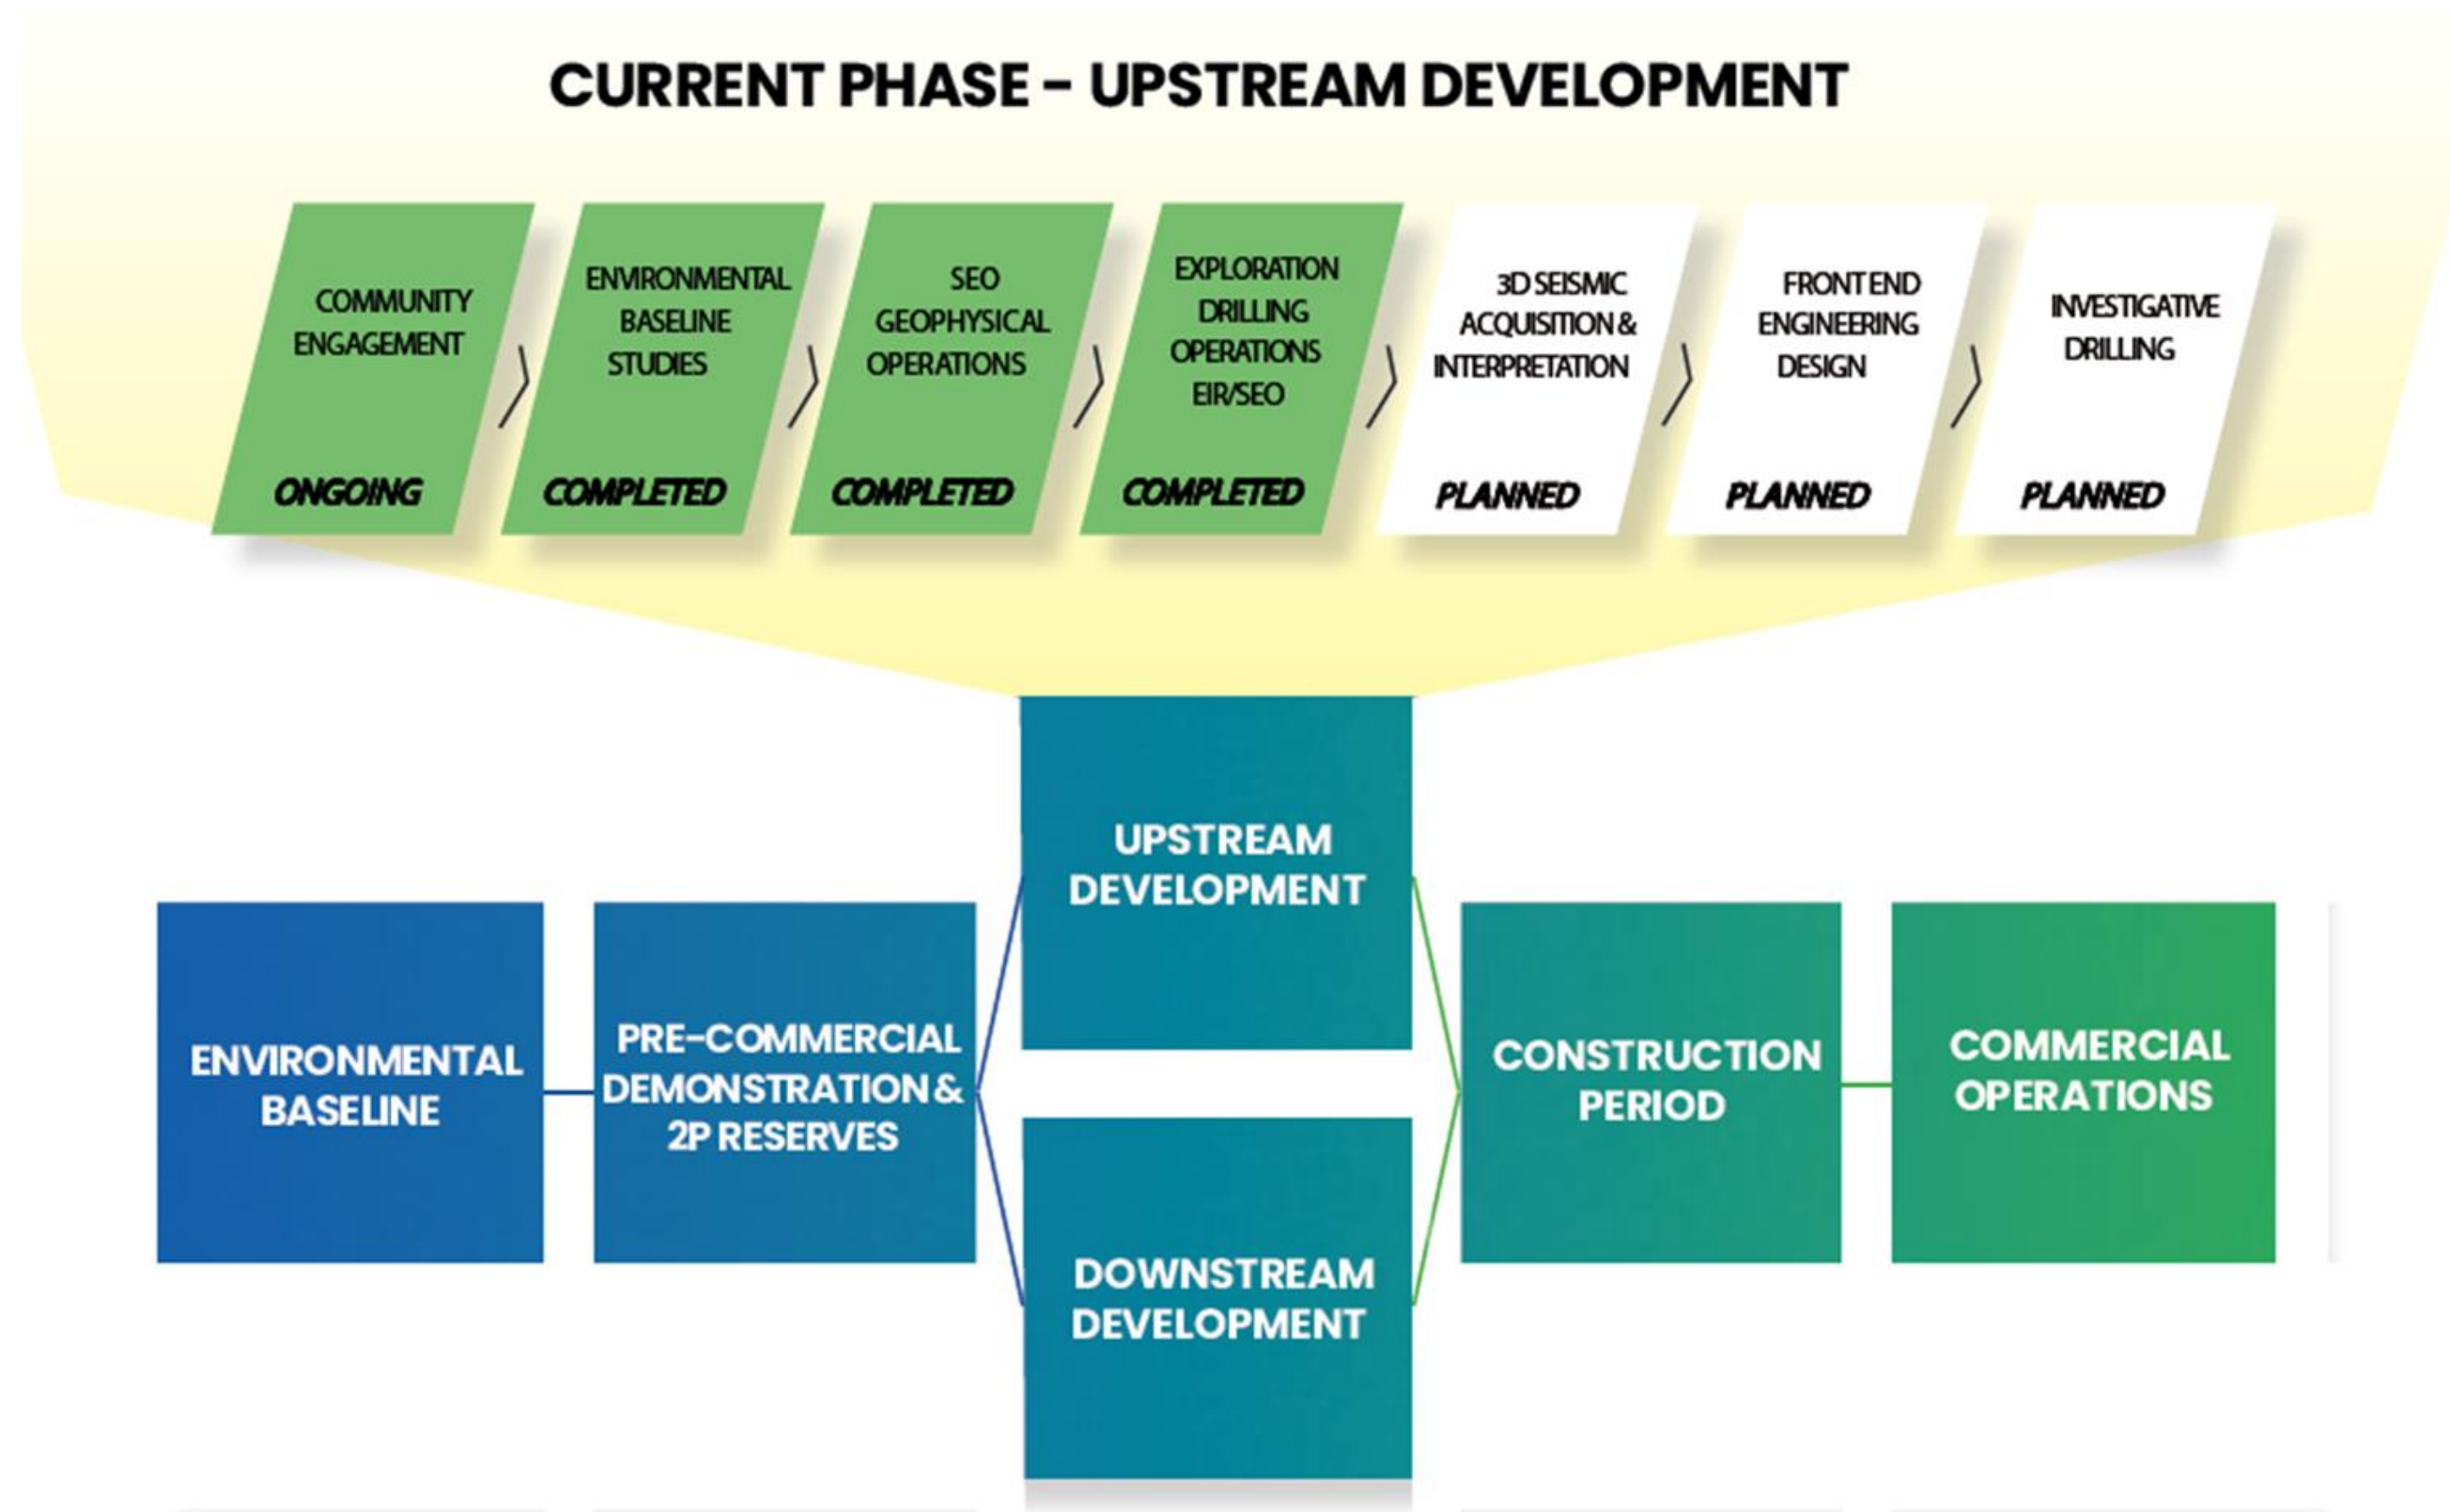 CURRENT PHASE – UPSTREAM DEVELOPMENT
COMMUNITY
ENGAGEMENT
ONGOING
ENVIRONMENTAL
BASELINE
STUDIES
COMPLETED
SEO
GEOPHYSICAL
OPERATIONS
COMPLETED
EXPLORATION
DRILLING
OPERATIONS
EIR/SEO
COMPLETED
3D SEISMIC
ACQUISITION &
INTERPRETATION
PLANNED
FRONT END
ENGINEERING
DESIGN
PLANNED
INVESTIGATIVE
DRILLING
PLANNED
ENVIRONMENTAL
BASELINE
PRE-COMMERCIAL
DEMONSTRATION &
2P RESERVES
UPSTREAM
DEVELOPMENT
DOWNSTREAM
DEVELOPMENT
CONSTRUCTION
PERIOD
COMMERCIAL
OPERATIONS